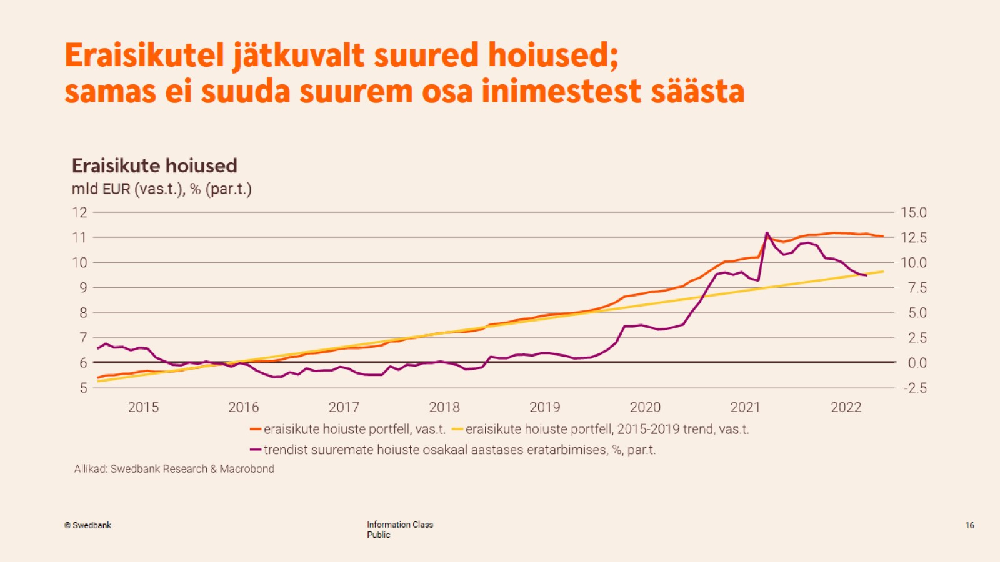 Eraisikutel jätkuvalt suured hoiused;
samas ei suuda suurem osa inimestest säästa
Eraisikute hoiused
mld EUR (vas.t.), % (par.t.)
12
11
10
9
8
7
6
5
15.0
12.5
10.0
7.5
5.0
2.5
0.0
-2.5
2015 2016 2017 2018 2019 2020 2021 2022
eraisikute hoiuste portfell, vas.t. eraisikute hoiuste portfell, 2015-2019 trend, vas.t.
trendist suuremate hoiuste osakaal aastases eratarbimises, %, par.t.
Allikad: Swedbank Research & Macrobond
© Swedbank
Information Class
Public
16